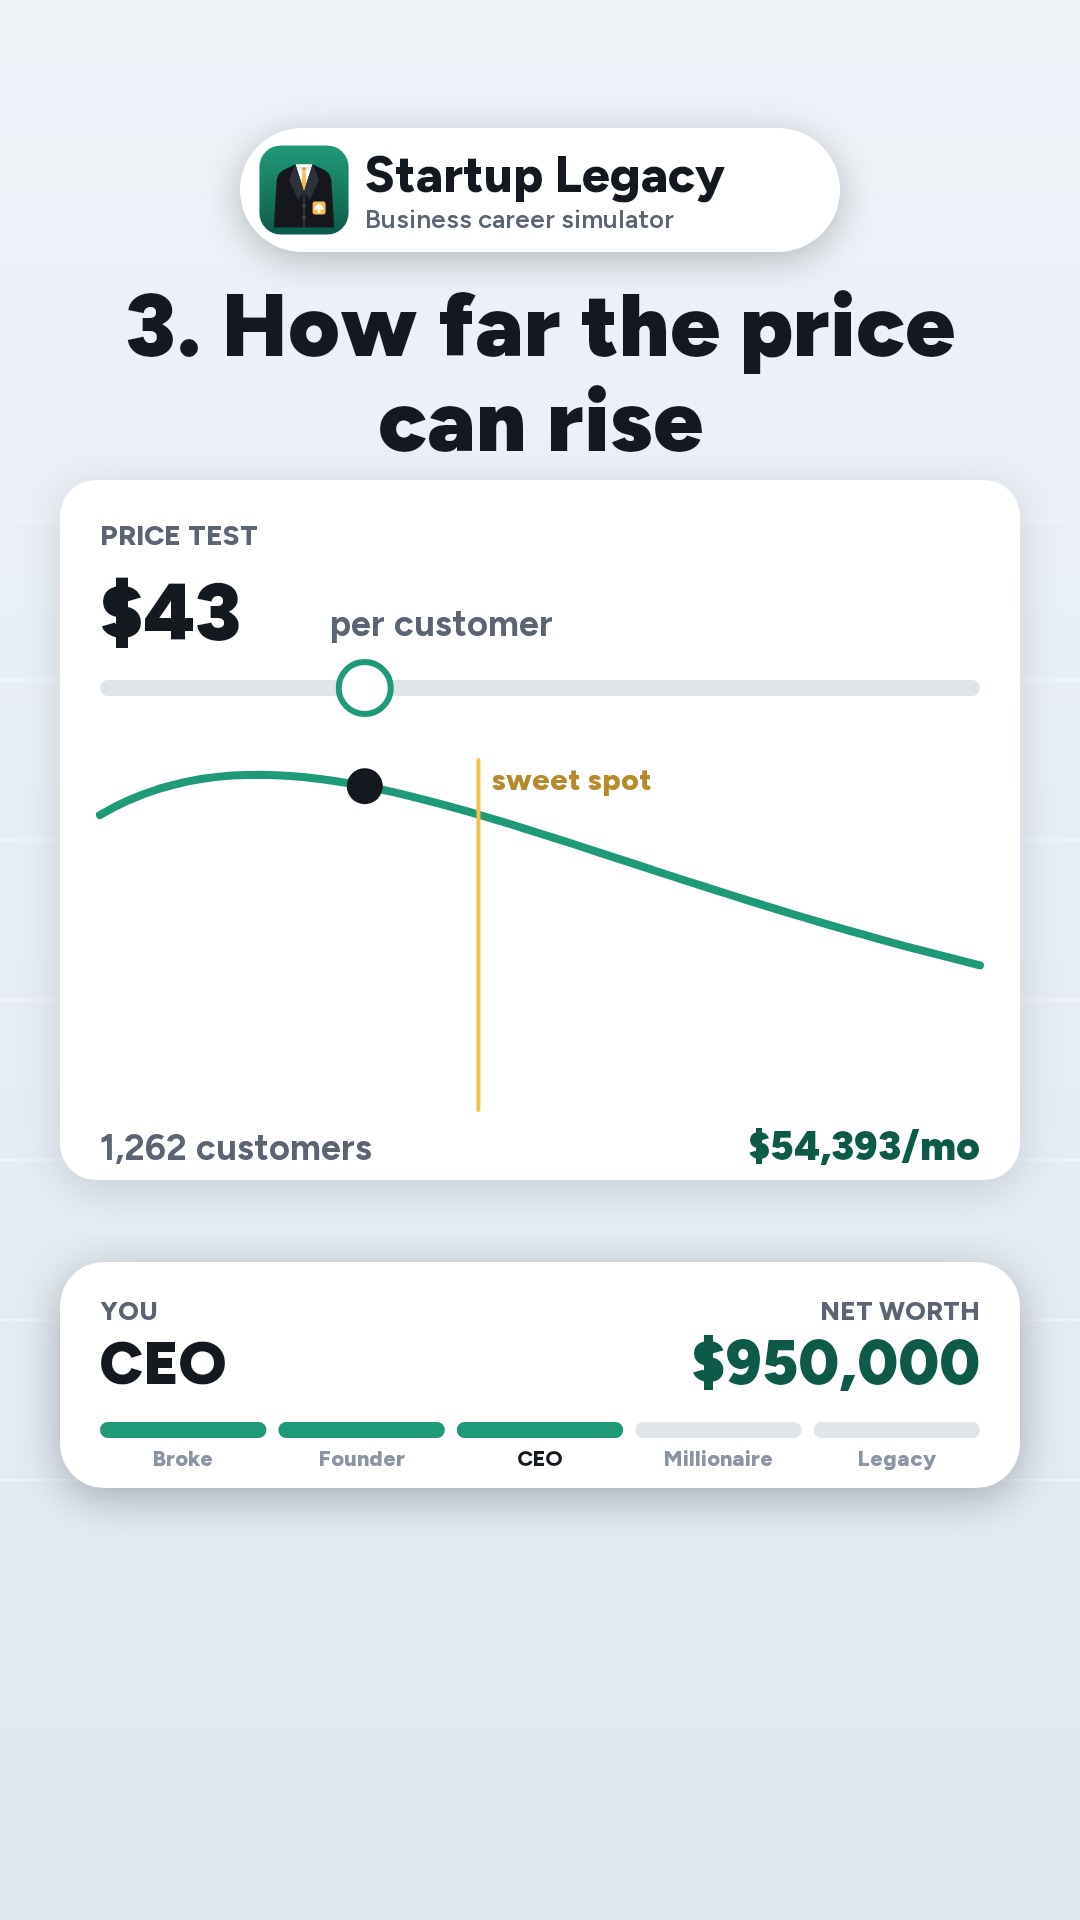 Startup Legacy
Business career simulator
3. How far the price
can rise
PRICE TEST
$43 per customer
sweet spot
1,262 customers $54,393/mo
YOU NET WORTH
CEO $950,000
Broke Founder CEO Millionaire Legacy